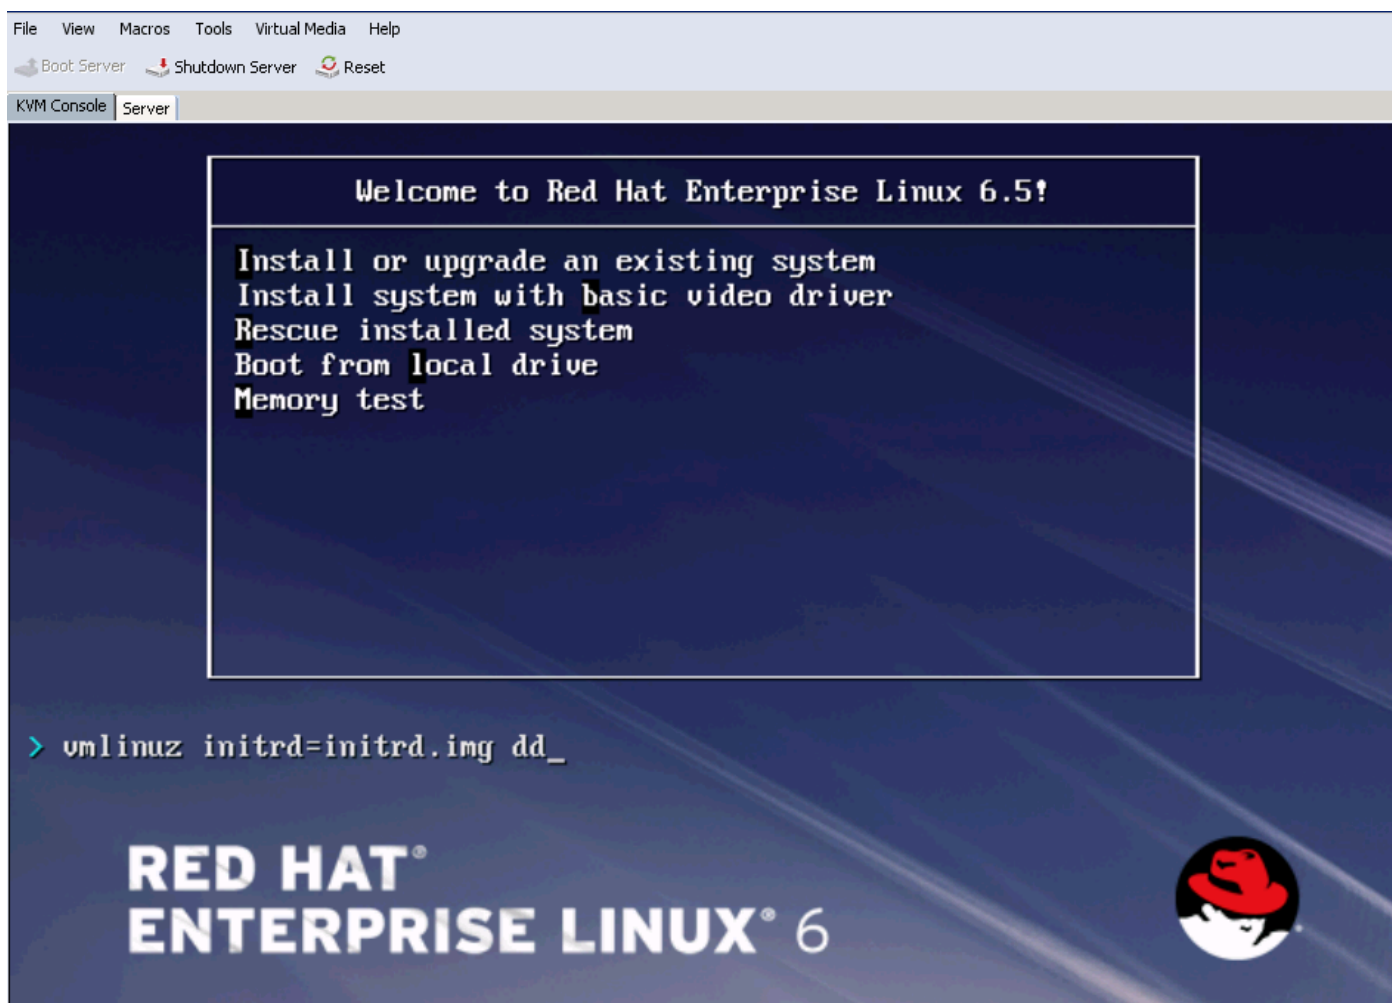 File View Macros Tools Virtual Media Help
Boot Server Shutdown Server Reset
KVM Console Server
Welcome to Red Hat Enterprise Linux 6.5!
Install or upgrade an existing system
Install system with basic video driver
Rescue installed system
Boot from local drive
Memory test
> vmlinuz initrd=initrd.img dd_
RED HAT®
ENTERPRISE LINUX® 6